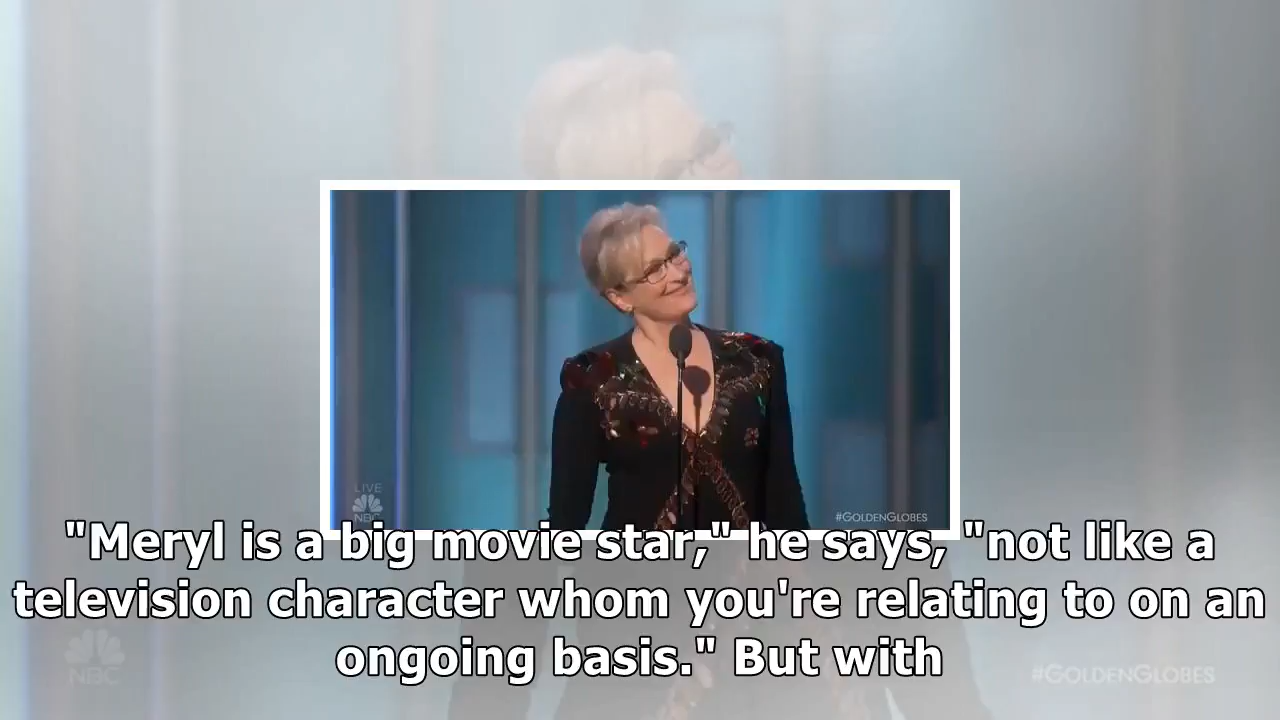 LIVE
NBC
#GOLDENGLOBES
"Meryl is a big movie star," he says, "not like a
television character whom you're relating to on an
ongoing basis." But with
NBC
#GOLDENGLOBES